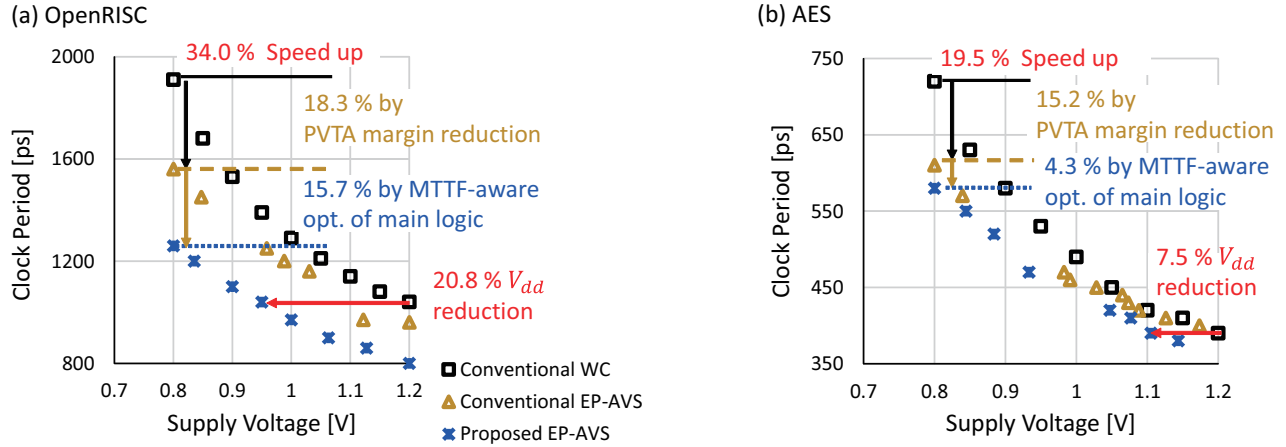 (a) OpenRISC
2000
1600
1200
800
Clock Period [ps]
34.0 % Speed up
18.3 % by
PVTA margin reduction
15.7 % by MTTF-aware
opt. of main logic
20.8 % Vdd
reduction
0.7 0.8 0.9 1 1.1 1.2
Supply Voltage [V]
Conventional WC
Conventional EP-AVS
Proposed EP-AVS
(b) AES
750
650
550
450
350
Clock Period [ps]
19.5 % Speed up
15.2 % by
PVTA margin reduction
4.3 % by MTTF-aware
opt. of main logic
7.5 % Vdd
reduction
0.7 0.8 0.9 1 1.1 1.2
Supply Voltage [V]